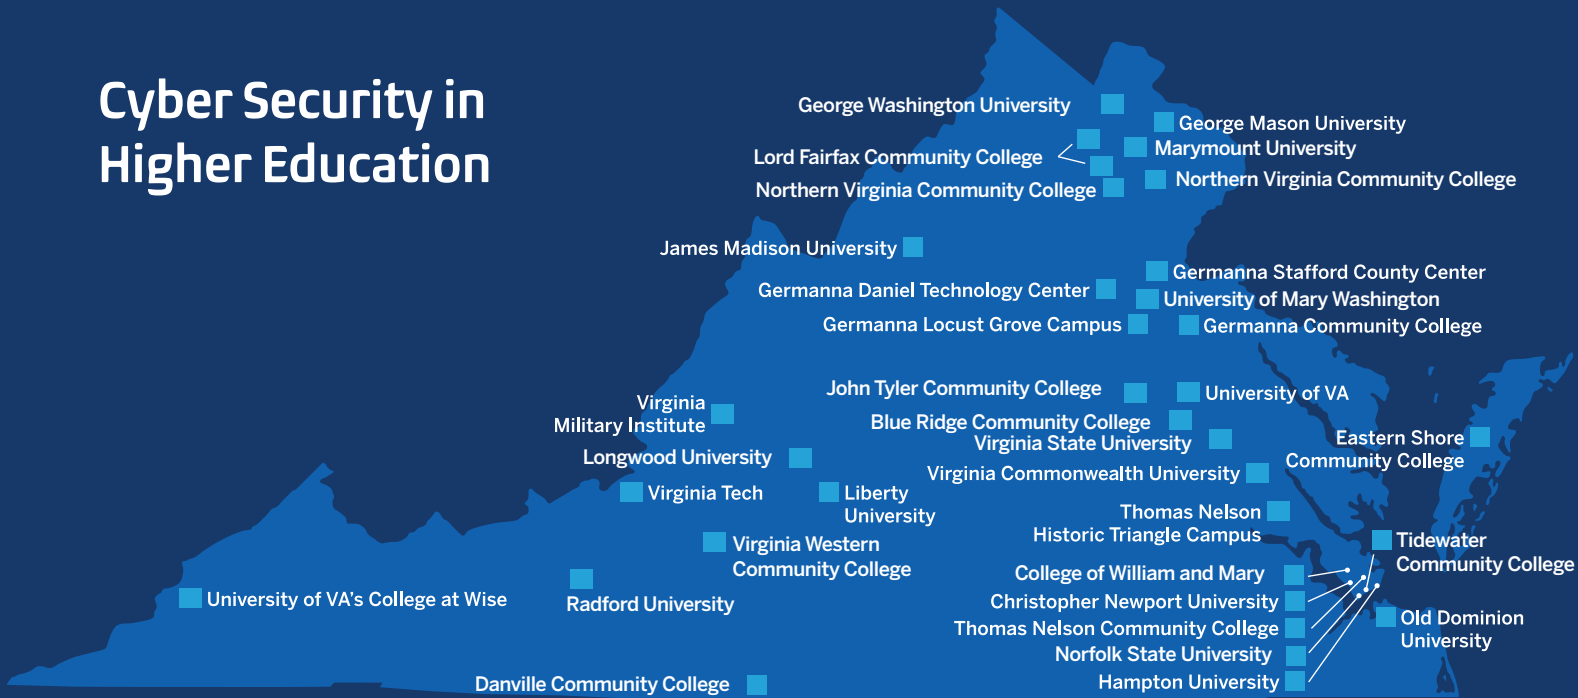 Cyber Security in
Higher Education
George Washington University
George Mason University
Lord Fairfax Community College
Marymount University
Northern Virginia Community College
Northern Virginia Community College
James Madison University
Germanna Stafford County Center
Germanna Daniel Technology Center
University of Mary Washington
Germanna Locust Grove Campus
Germanna Community College
John Tyler Community College
University of VA
Virginia
Military Institute
Blue Ridge Community College
Virginia State University
Eastern Shore
Community College
Longwood University
Virginia Commonwealth University
Virginia Tech
Liberty
University
Thomas Nelson
Historic Triangle Campus
Virginia Western
Community College
Tidewater
Community College
College of William and Mary
University of VA's College at Wise
Radford University
Christopher Newport University
Old Dominion
University
Thomas Nelson Community College
Norfolk State University
Danville Community College
Hampton University